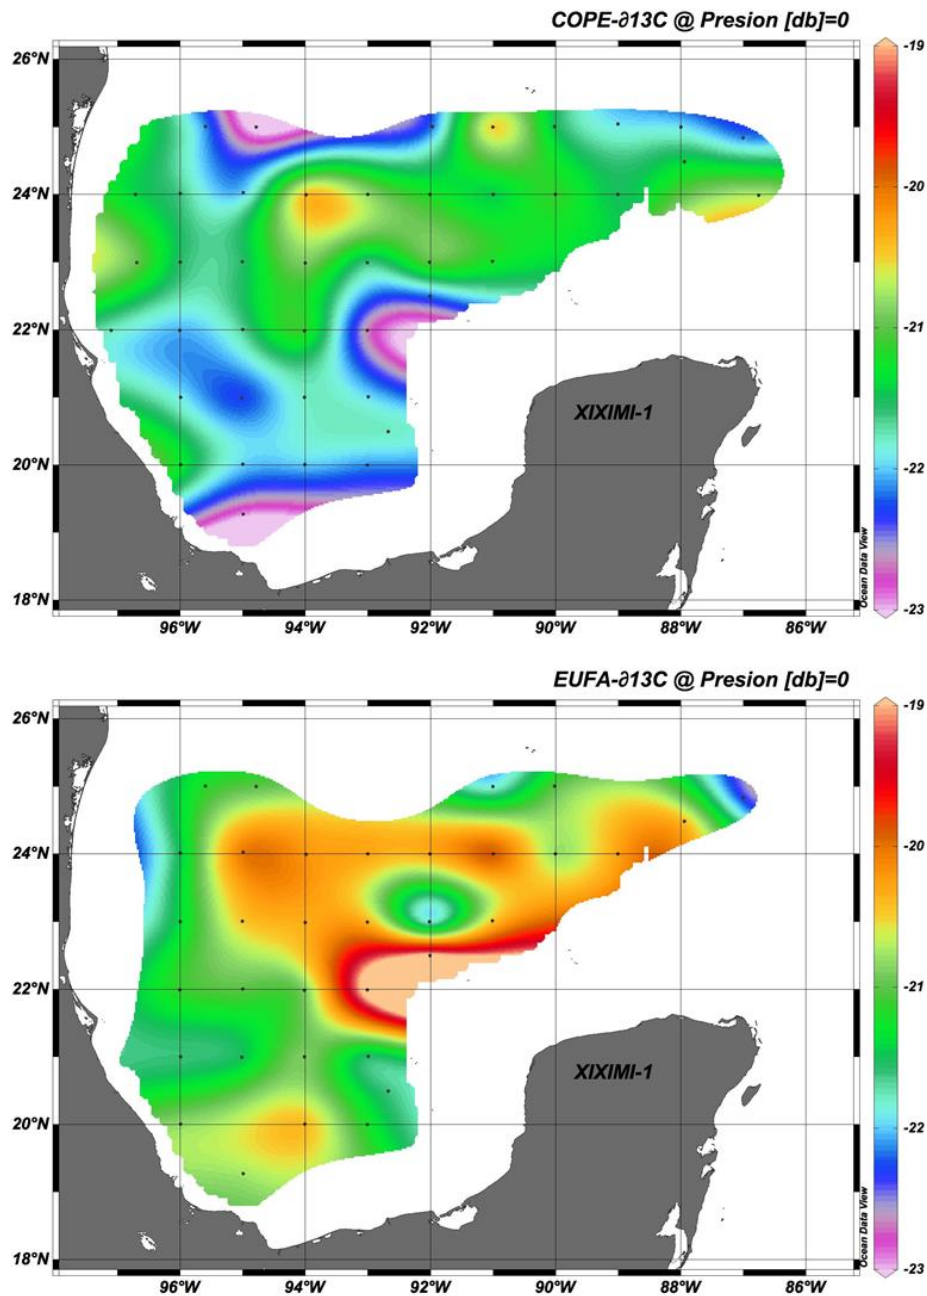 COPE-∂13C @ Presion [db]=0
26°N
24°N
22°N
20°N
18°N
96°W
94°W
92°W
90°W
88°W
86°W
XIXIMI-1
Ocean Data View
-19
-20
-21
-22
-23
EUFA-∂13C @ Presion [db]=0
26°N
24°N
22°N
20°N
18°N
96°W
94°W
92°W
90°W
88°W
86°W
XIXIMI-1
Ocean Data View
-19
-20
-21
-22
-23